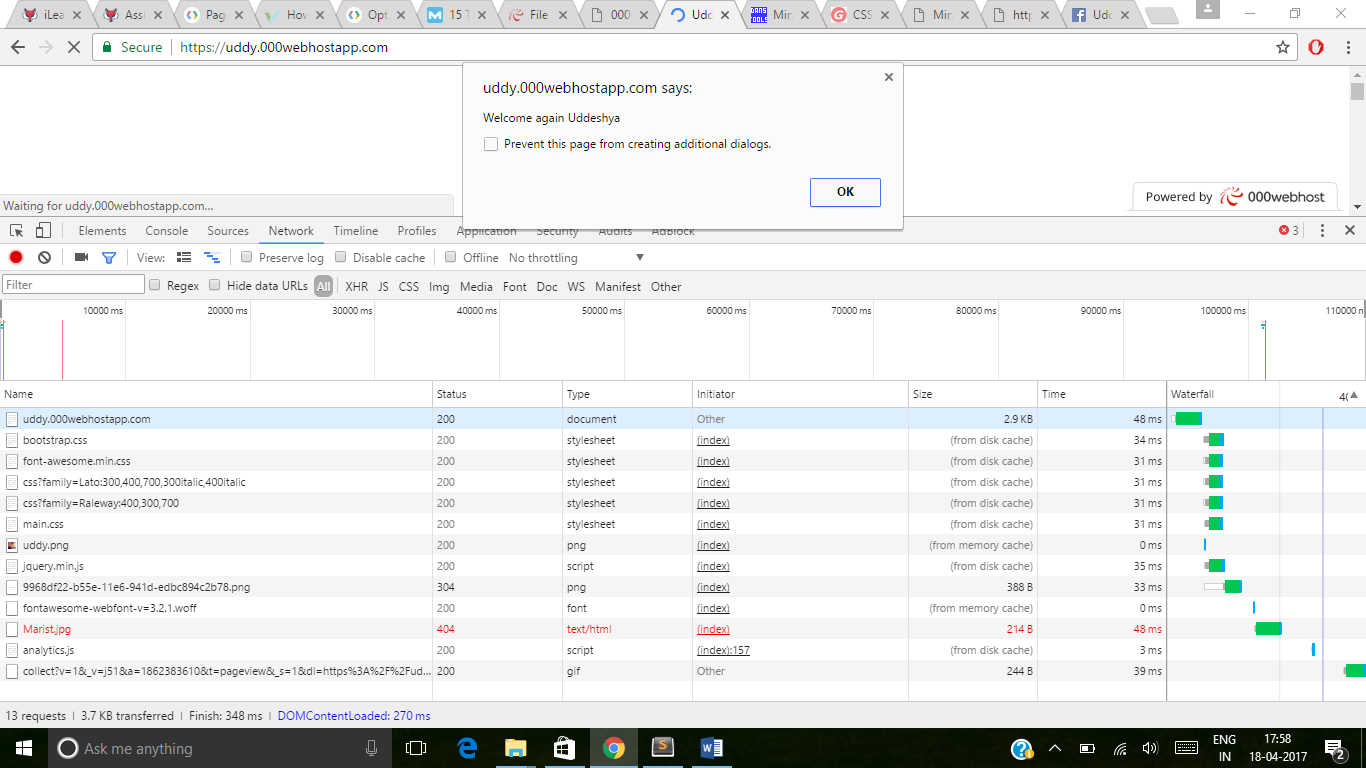 iLea Assi Pag How Opt 15 T File 000 Udd Min CSS Min http Udd
Secure https://uddy.000webhostapp.com
uddy.000webhostapp.com says:
Welcome again Uddeshya
Prevent this page from creating additional dialogs.
OK
Waiting for uddy.000webhostapp.com...
Powered by 000webhost
Elements Console Sources Network Timeline Profiles Application Security Audits AdBlock 3
View: Preserve log Disable cache Offline No throttling
Filter Regex Hide data URLs All XHR JS CSS Img Media Font Doc WS Manifest Other
10000 ms 20000 ms 30000 ms 40000 ms 50000 ms 60000 ms 70000 ms 80000 ms 90000 ms 100000 ms 110000 n
Name Status Type Initiator Size Time Waterfall
uddy.000webhostapp.com 200 document Other 2.9 KB 48 ms
bootstrap.css 200 stylesheet (index) (from disk cache) 34 ms
font-awesome.min.css 200 stylesheet (index) (from disk cache) 31 ms
css?family=Lato:300,400,700,300italic,400italic 200 stylesheet (index) (from disk cache) 31 ms
css?family=Raleway:400,300,700 200 stylesheet (index) (from disk cache) 31 ms
main.css 200 stylesheet (index) (from disk cache) 31 ms
uddy.png 200 png (index) (from memory cache) 0 ms
jquery.min.js 200 script (index) (from disk cache) 35 ms
9968df22-b55e-11e6-941d-edbc894c2b78.png 304 png (index) 388 B 33 ms
fontawesome-webfont-v=3.2.1.woff 200 font (index) (from memory cache) 0 ms
Marist.jpg 404 text/html (index) 214 B 48 ms
analytics.js 200 script (index):157 (from disk cache) 3 ms
collect?v=1&_v=j51&a=1862383610&t=pageview&_s=1&dl=https%3A%2F%2Fud... 200 gif Other 244 B 39 ms
13 requests | 3.7 KB transferred | Finish: 348 ms | DOMContentLoaded: 270 ms
Ask me anything
ENG
IN
17:58
18-04-2017
2